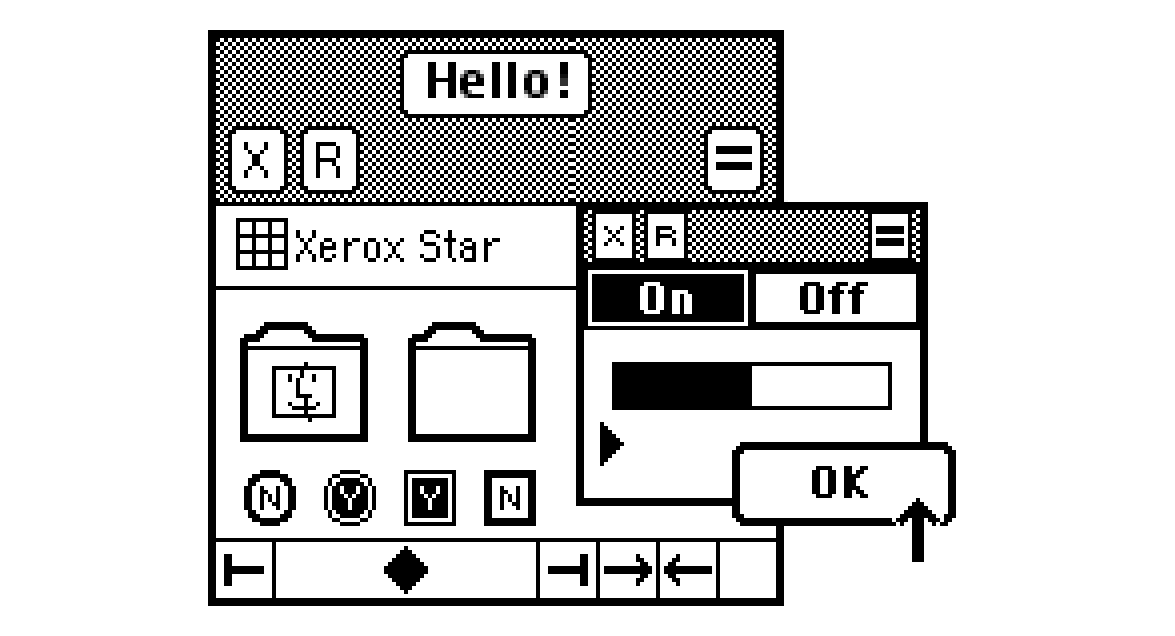 Hello!
X R
Xerox Star
X R
On Off
N Y Y N
OK